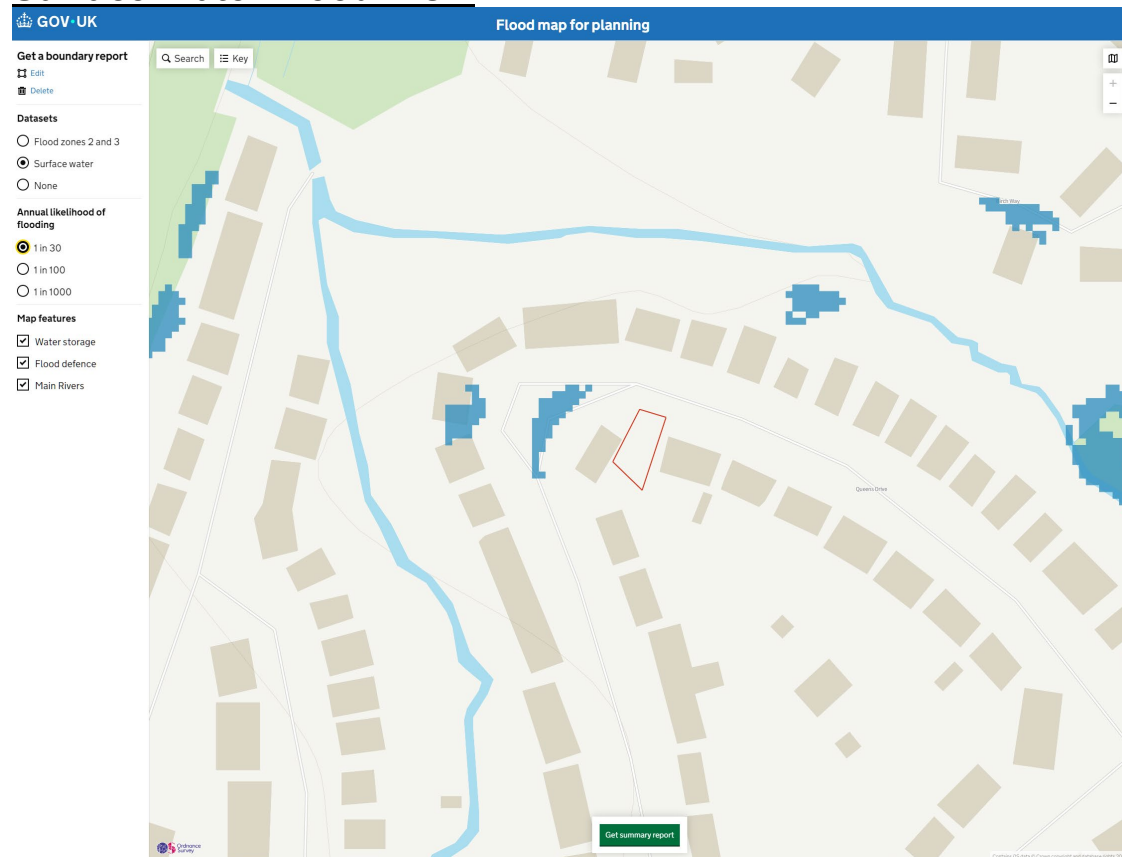 GOV·UK
Flood map for planning
Get a boundary report
Edit
Delete
Datasets
Flood zones 2 and 3
Surface water
None
Annual likelihood of
flooding
1 in 30
1 in 100
1 in 1000
Map features
Water storage
Flood defence
Main Rivers
Search
Key
Queens Drive
Get summary report
Ordnance
Survey